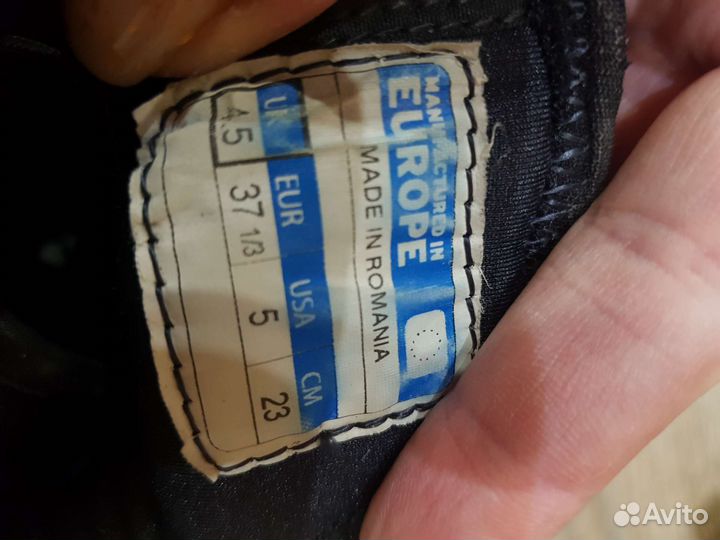 MANUFACTURED IN
EUROPE
MADE IN ROMANIA
UK EUR USA CM
4,5 37 1/3 5 23
Avito